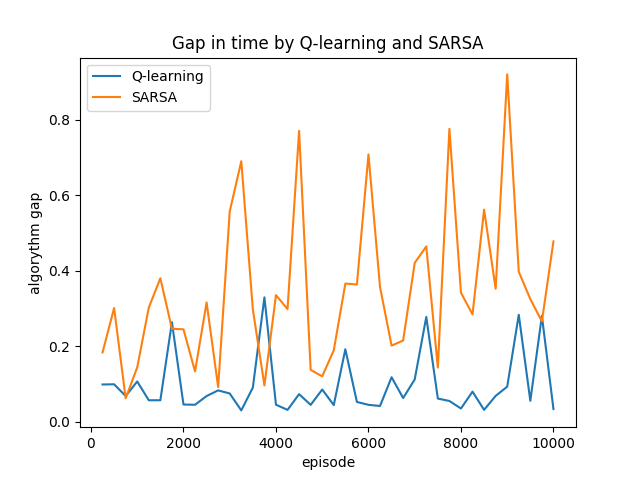 Gap in time by Q-learning and SARSA
Q-learning
SARSA
algorythm gap
0.8
0.6
0.4
0.2
0.0
0
2000
4000
6000
8000
10000
episode